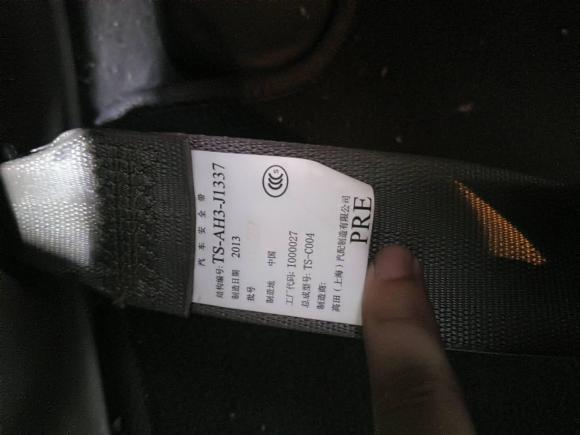 汽车安全带
结构编号: TS-AH3-J1337
制造日期 2013
批号
制造地 中国
工厂代码: I000027
总成型号: TS-C004
制造商:
高田(上海)汽配制造有限公司
PRE
CCC S